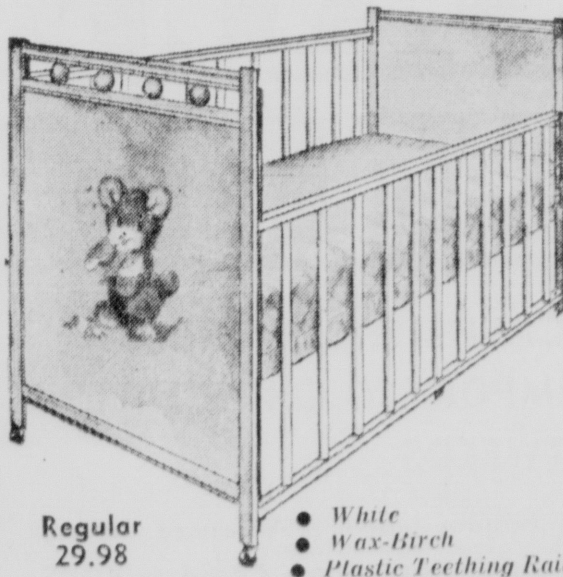 Regular
29.98
● White
● Wax-Birch
● Plastic Teething Rai